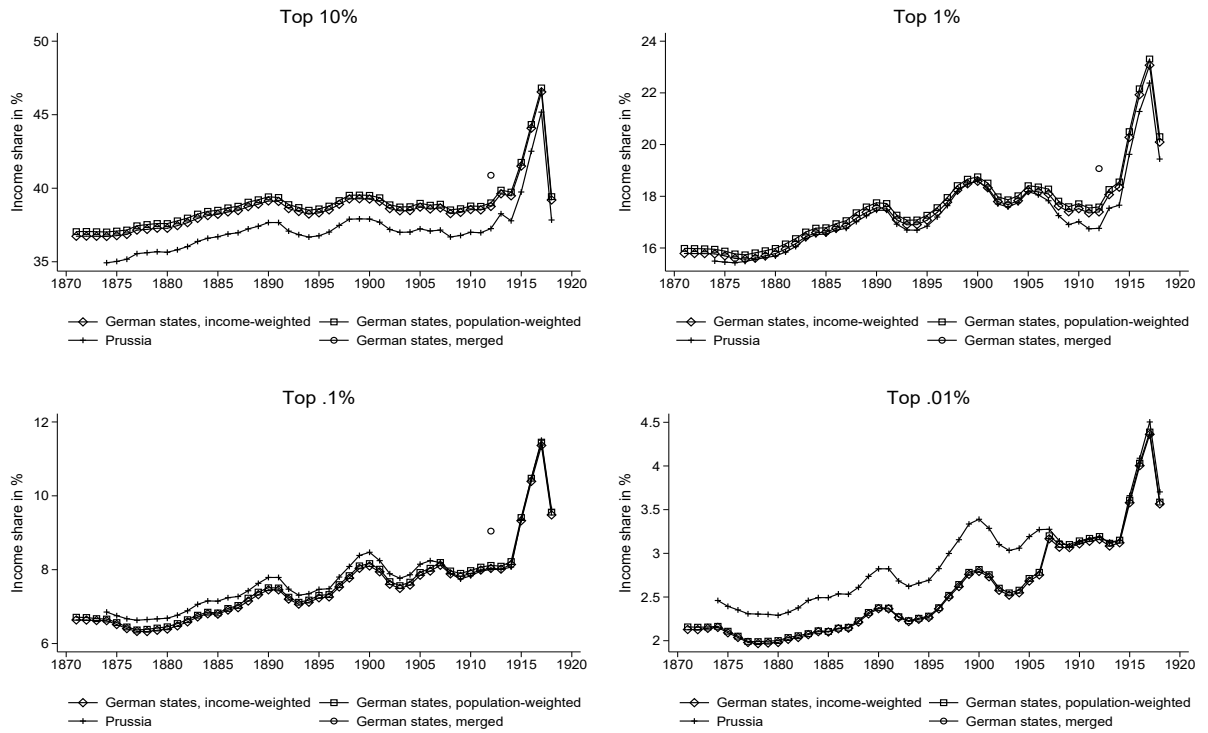 Top 10%
Income share in %
50
45
40
35
1870 1875 1880 1885 1890 1895 1900 1905 1910 1915 1920
German states, income-weighted German states, population-weighted
Prussia German states, merged
Top 1%
Income share in %
24
22
20
18
16
1870 1875 1880 1885 1890 1895 1900 1905 1910 1915 1920
German states, income-weighted German states, population-weighted
Prussia German states, merged
Top .1%
Income share in %
12
10
8
6
1870 1875 1880 1885 1890 1895 1900 1905 1910 1915 1920
German states, income-weighted German states, population-weighted
Prussia German states, merged
Top .01%
Income share in %
4.5
4
3.5
3
2.5
2
1870 1875 1880 1885 1890 1895 1900 1905 1910 1915 1920
German states, income-weighted German states, population-weighted
Prussia German states, merged